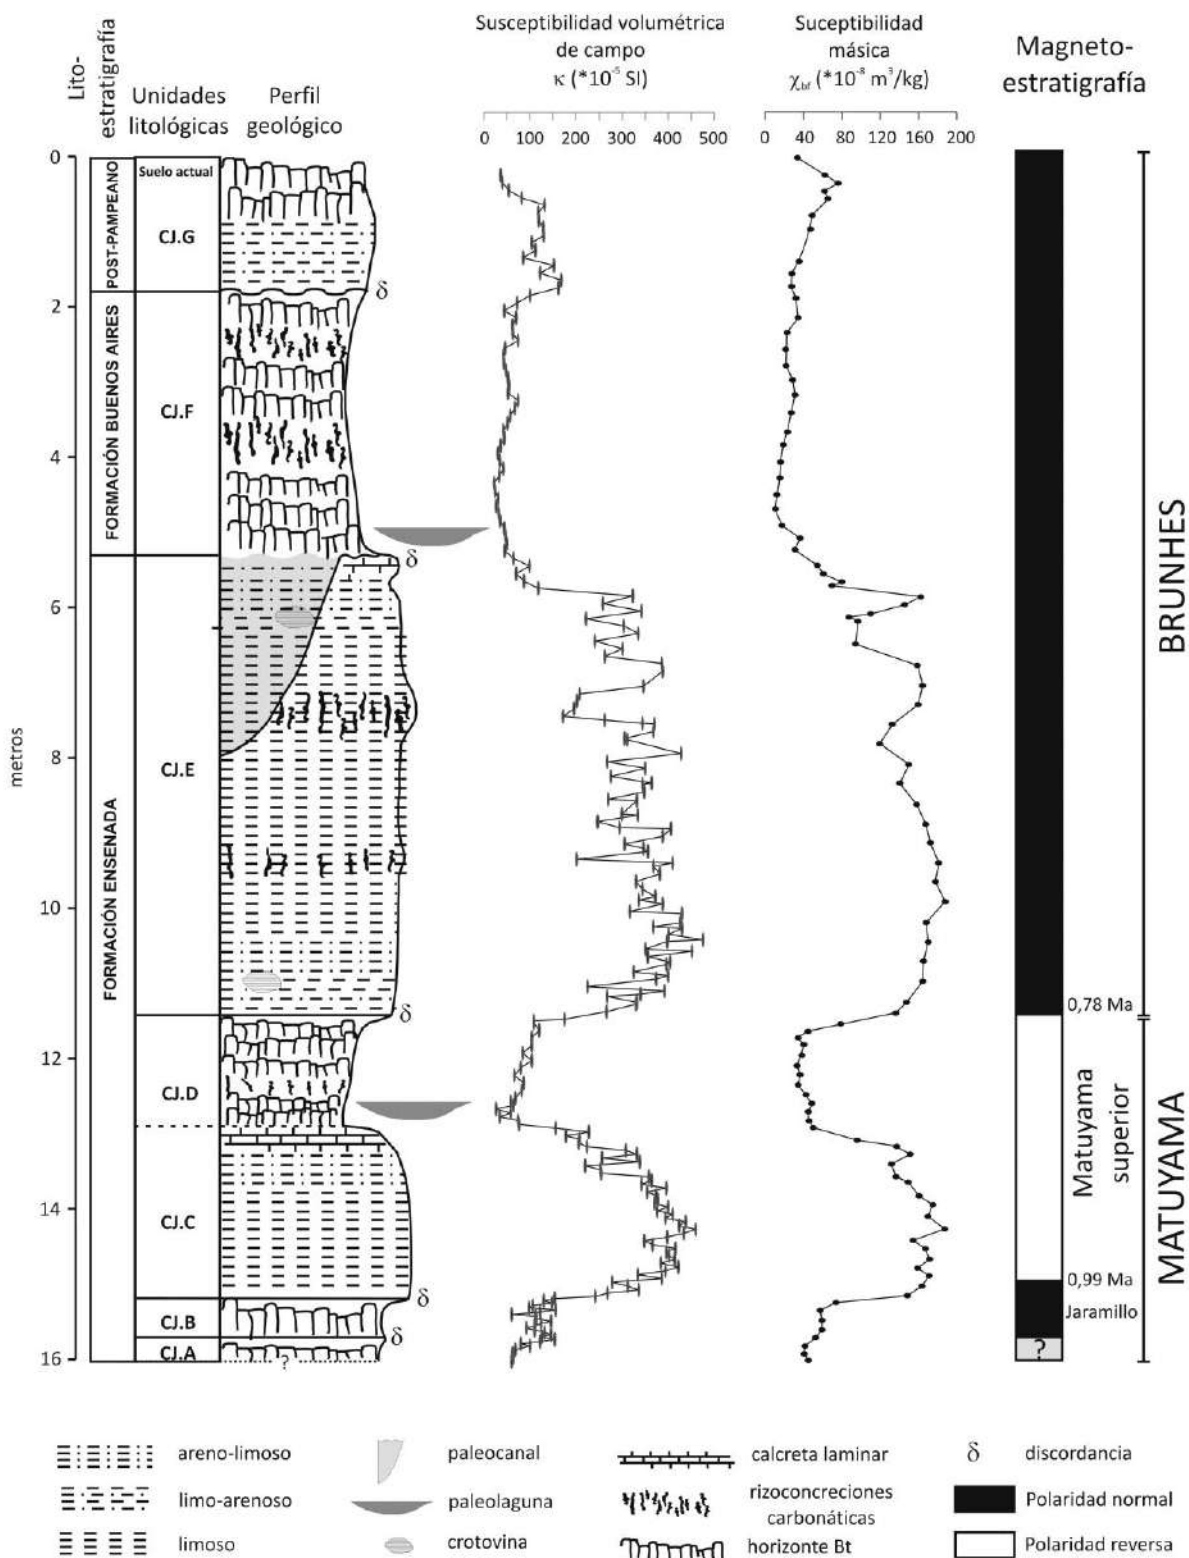 Lito-
estratigrafía
Unidades
litológicas
Perfil
geológico
Susceptibilidad volumétrica
de campo
κ (*10⁻⁵ SI)
0 100 200 300 400 500
Suceptibilidad
másica
χbf (*10⁻⁸ m³/kg)
0 40 80 120 160 200
Magneto-
estratigrafía
metros
0
2
4
6
8
10
12
14
16
POST-PAMPEANO
FORMACIÓN BUENOS AIRES
FORMACIÓN ENSENADA
Suelo actual
CJ.G
δ
CJ.F
δ
CJ.E
δ
CJ.D
CJ.C
δ
CJ.B
δ
CJ.A
?
BRUNHES
0,78 Ma
Matuyama
superior
MATUYAMA
0,99 Ma
Jaramillo
?
areno-limoso
limo-arenoso
limoso
paleocanal
paleolaguna
crotovina
calcreta laminar
rizoconcreciones
carbonáticas
horizonte Bt
δ discordancia
Polaridad normal
Polaridad reversa